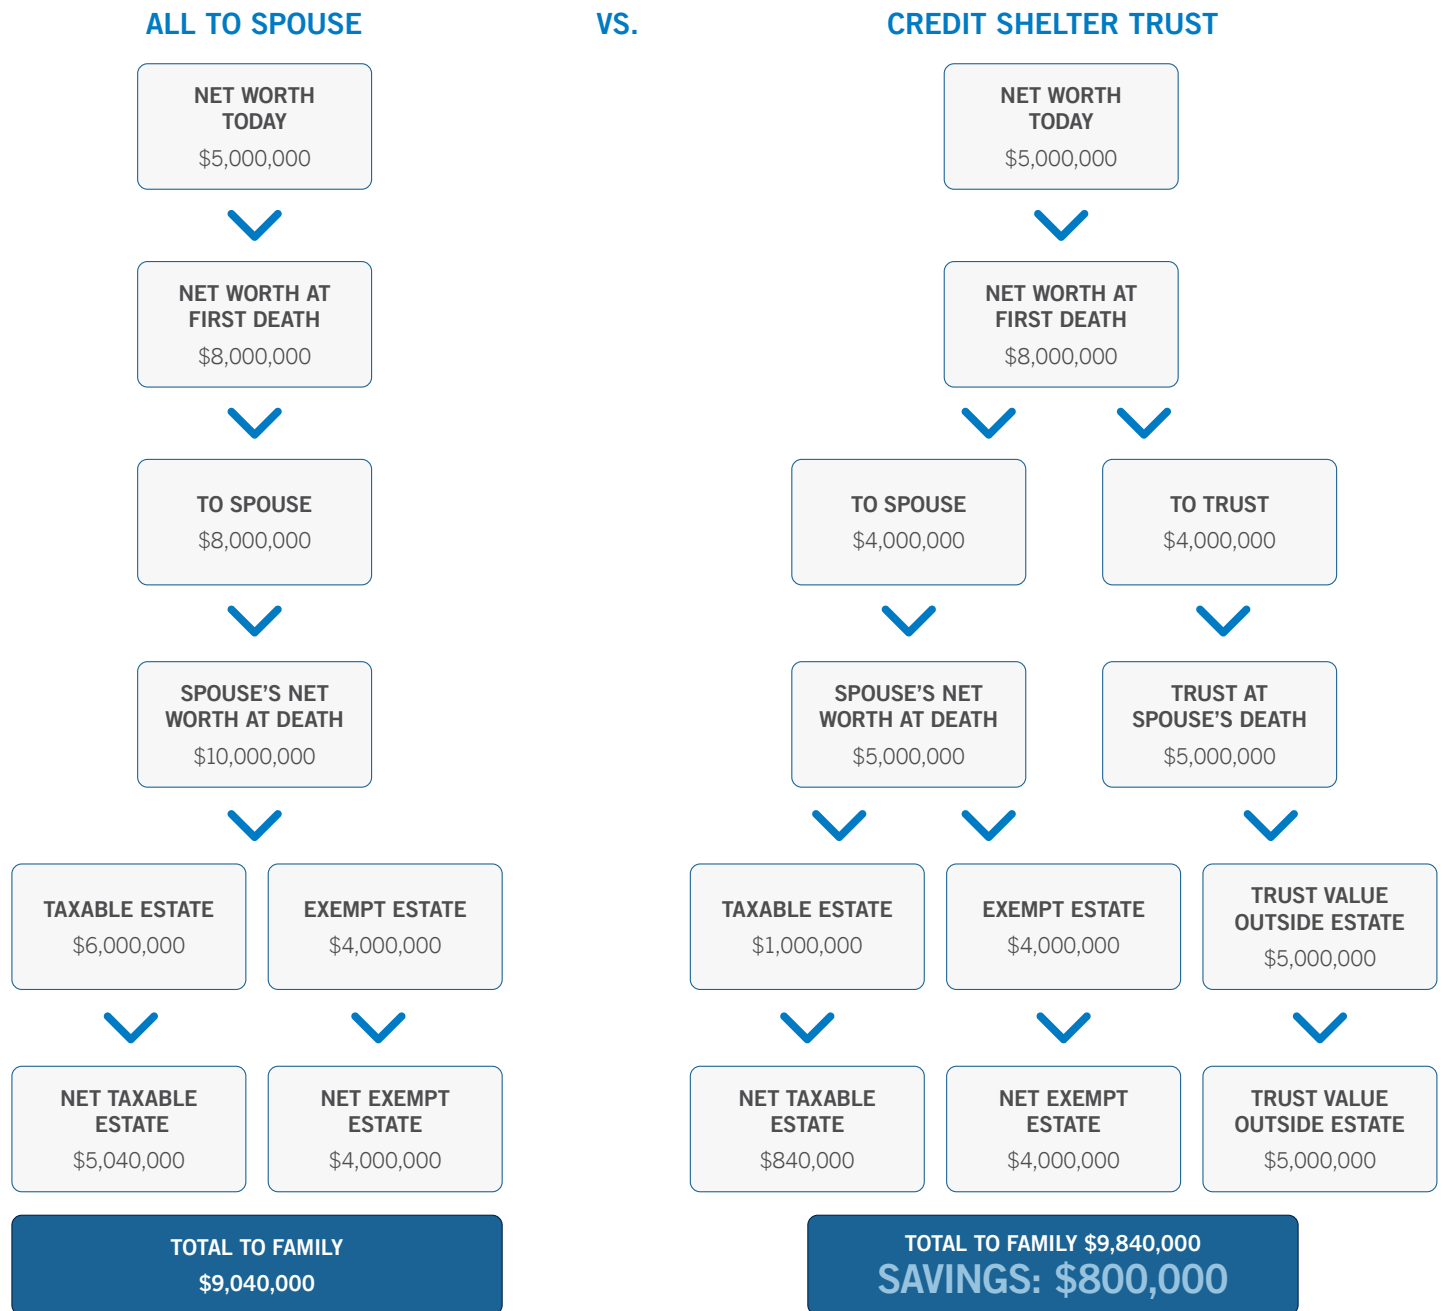 ALL TO SPOUSE
VS.
CREDIT SHELTER TRUST
NET WORTH
TODAY
$5,000,000
NET WORTH AT
FIRST DEATH
$8,000,000
TO SPOUSE
$8,000,000
SPOUSE'S NET
WORTH AT DEATH
$10,000,000
TAXABLE ESTATE
$6,000,000
EXEMPT ESTATE
$4,000,000
NET TAXABLE
ESTATE
$5,040,000
NET EXEMPT
ESTATE
$4,000,000
TOTAL TO FAMILY
$9,040,000
NET WORTH
TODAY
$5,000,000
NET WORTH AT
FIRST DEATH
$8,000,000
TO SPOUSE
$4,000,000
TO TRUST
$4,000,000
SPOUSE'S NET
WORTH AT DEATH
$5,000,000
TRUST AT
SPOUSE'S DEATH
$5,000,000
TAXABLE ESTATE
$1,000,000
EXEMPT ESTATE
$4,000,000
TRUST VALUE
OUTSIDE ESTATE
$5,000,000
NET TAXABLE
ESTATE
$840,000
NET EXEMPT
ESTATE
$4,000,000
TRUST VALUE
OUTSIDE ESTATE
$5,000,000
TOTAL TO FAMILY $9,840,000
SAVINGS: $800,000